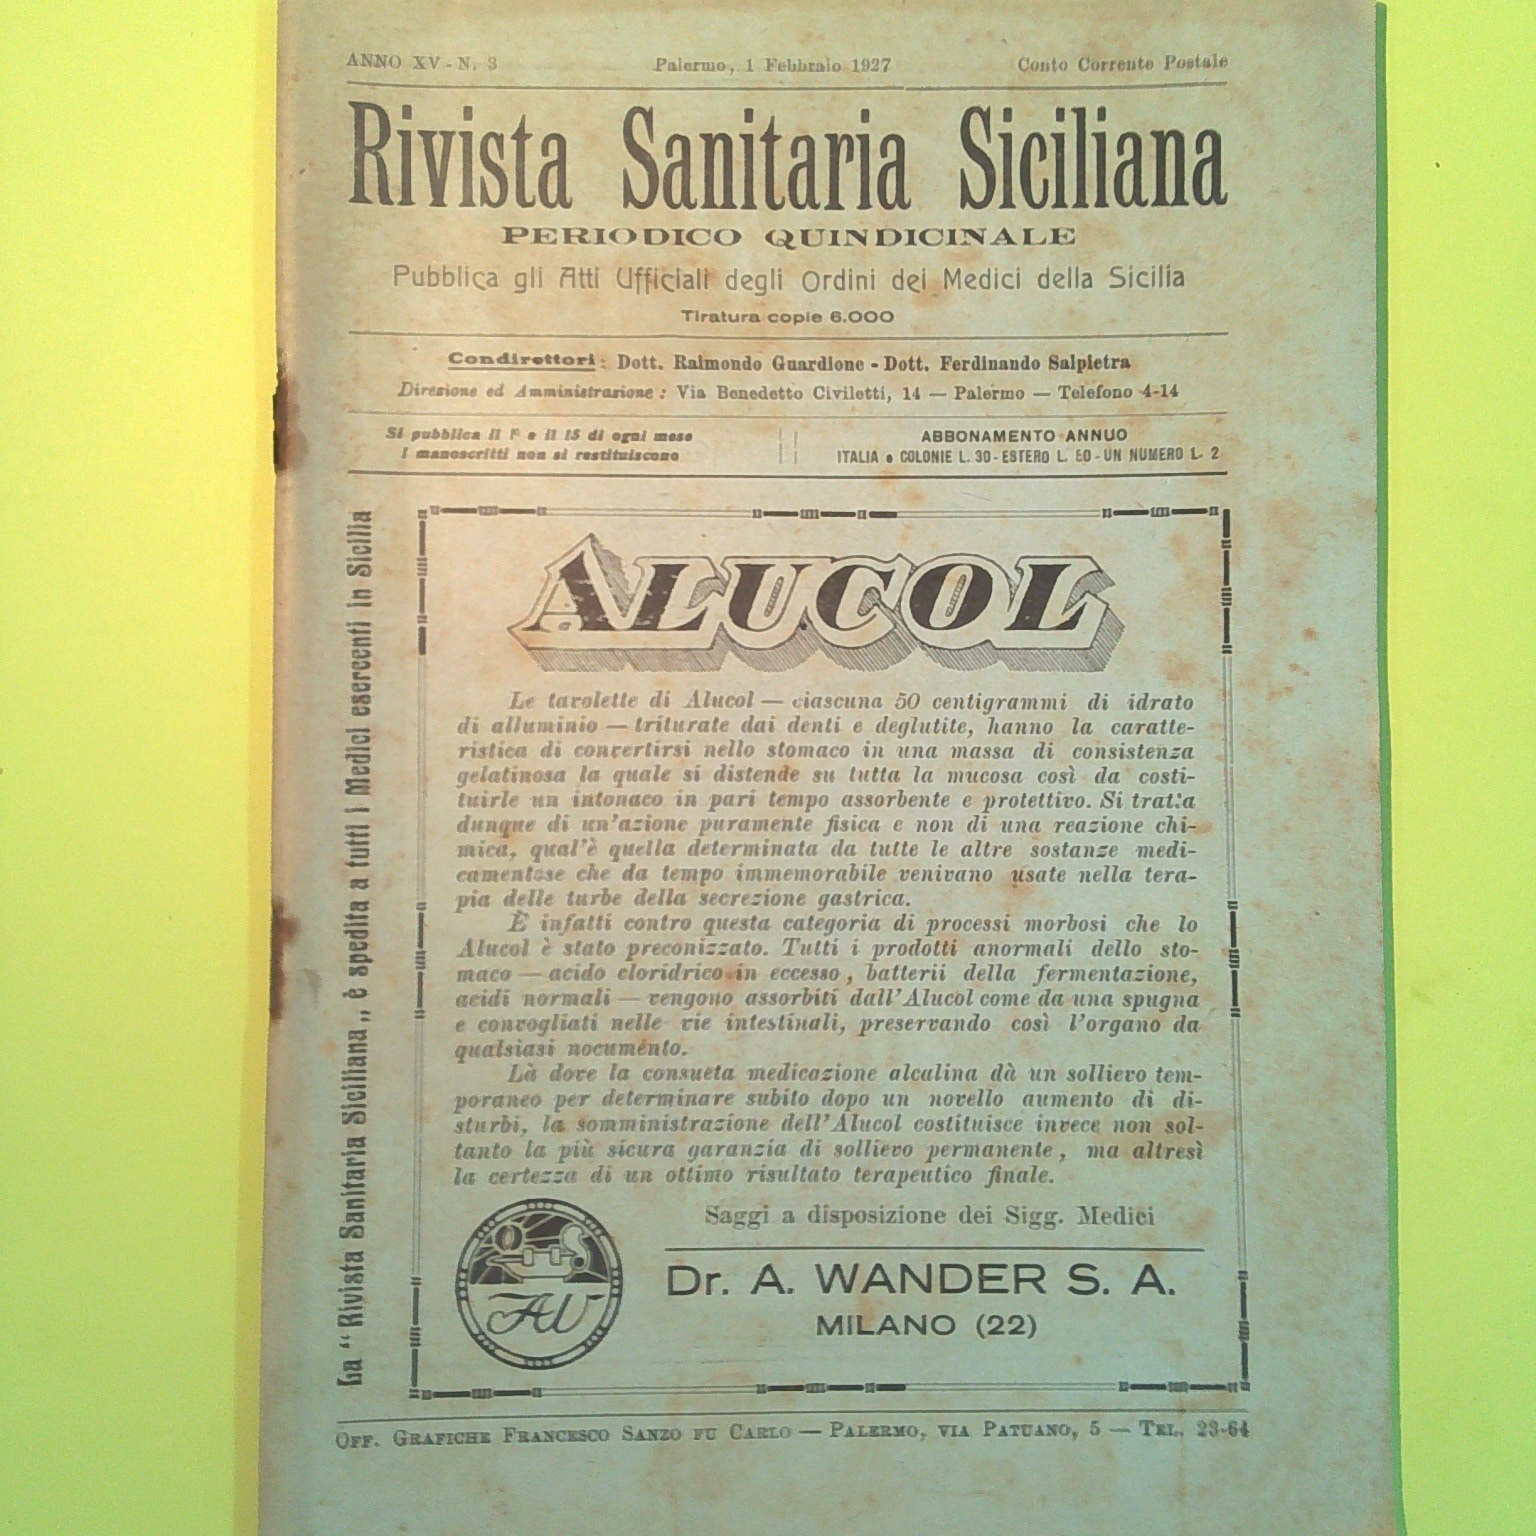 ANNO XV - N. 3 Palermo, 1 Febbraio 1927 Conto Corrente Postale
Rivista Sanitaria Siciliana
PERIODICO QUINDICINALE
Pubblica gli Atti Ufficiali degli Ordini dei Medici della Sicilia
Tiratura copie 6.000
Condirettori: Dott. Raimondo Guardione - Dott. Ferdinando Salpietra
Direzione ed Amministrazione: Via Benedetto Civiletti, 14 — Palermo — Telefono 4-14
Si pubblica il 1° e il 15 di ogni mese
I manoscritti non si restituiscono
ABBONAMENTO ANNUO
ITALIA e COLONIE L. 30 - ESTERO L. 60 - UN NUMERO L. 2
La “ Rivista Sanitaria Siciliana „ è spedita a tutti i Medici esercenti in Sicilia
ALUCOL
Le tavolette di Alucol — ciascuna 50 centigrammi di idrato
di alluminio — triturate dai denti e deglutite, hanno la caratte-
ristica di convertirsi nello stomaco in una massa di consistenza
gelatinosa la quale si distende su tutta la mucosa così da costi-
tuirle un intonaco in pari tempo assorbente e protettivo. Si tratta
dunque di un'azione puramente fisica e non di una reazione chi-
mica, qual'è quella determinata da tutte le altre sostanze medi-
camentose che da tempo immemorabile venivano usate nella tera-
pia delle turbe della secrezione gastrica.
È infatti contro questa categoria di processi morbosi che lo
Alucol è stato preconizzato. Tutti i prodotti anormali dello sto-
maco — acido cloridrico in eccesso, batterii della fermentazione,
acidi normali — vengono assorbiti dall'Alucol come da una spugna
e convogliati nelle vie intestinali, preservando così l'organo da
qualsiasi nocumento.
Là dove la consueta medicazione alcalina dà un sollievo tem-
poraneo per determinare subito dopo un novello aumento di di-
sturbi, la somministrazione dell'Alucol costituisce invece non sol-
tanto la più sicura garanzia di sollievo permanente, ma altresì
la certezza di un ottimo risultato terapeutico finale.
Saggi a disposizione dei Sigg. Medici
AW
Dr. A. WANDER S. A.
MILANO (22)
OFF. GRAFICHE FRANCESCO SANZO FU CARLO — PALERMO, VIA PATUANO, 5 — TEL. 23-64